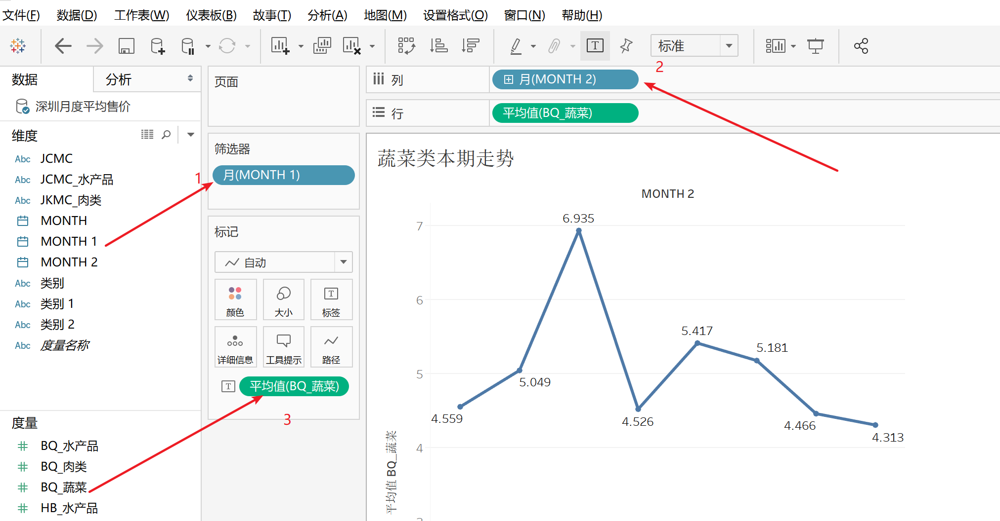 文件(F) 数据(D) 工作表(W) 仪表板(B) 故事(T) 分析(A) 地图(M) 设置格式(O) 窗口(N) 帮助(H)
T 标准
数据 分析
深圳月度平均售价
维度
Abc JCMC
Abc JCMC_水产品
Abc JKMC_肉类
MONTH
MONTH 1
MONTH 2
Abc 类别
Abc 类别 1
Abc 类别 2
Abc 度量名称
度量
BQ_水产品
BQ_肉类
BQ_蔬菜
HB_水产品
页面
筛选器
1
月(MONTH 1)
标记
自动
颜色 大小 T 标签
详细信息 工具提示 路径
T 平均值(BQ_蔬菜)
3
列 月(MONTH 2)
2
行 平均值(BQ_蔬菜)
蔬菜类本期走势
MONTH 2
7
6
5
4
平均值 BQ_蔬菜
4.559
5.049
6.935
4.526
5.417
5.181
4.466
4.313